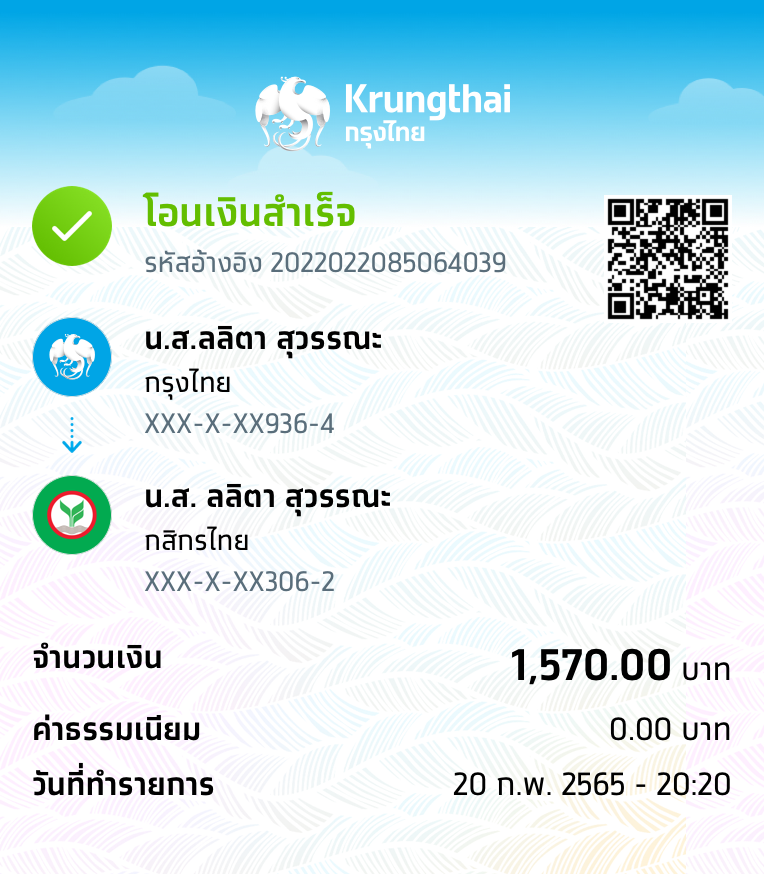 Krungthai
กรุงไทย
โอนเงินสำเร็จ
รหัสอ้างอิง 2022022085064039
น.ส.ลลิตา สุวรรณะ
กรุงไทย
XXX-X-XX936-4
น.ส. ลลิตา สุวรรณะ
กสิกรไทย
XXX-X-XX306-2
จำนวนเงิน 1,570.00 บาท
ค่าธรรมเนียม 0.00 บาท
วันที่ทำรายการ 20 ก.พ. 2565 - 20:20